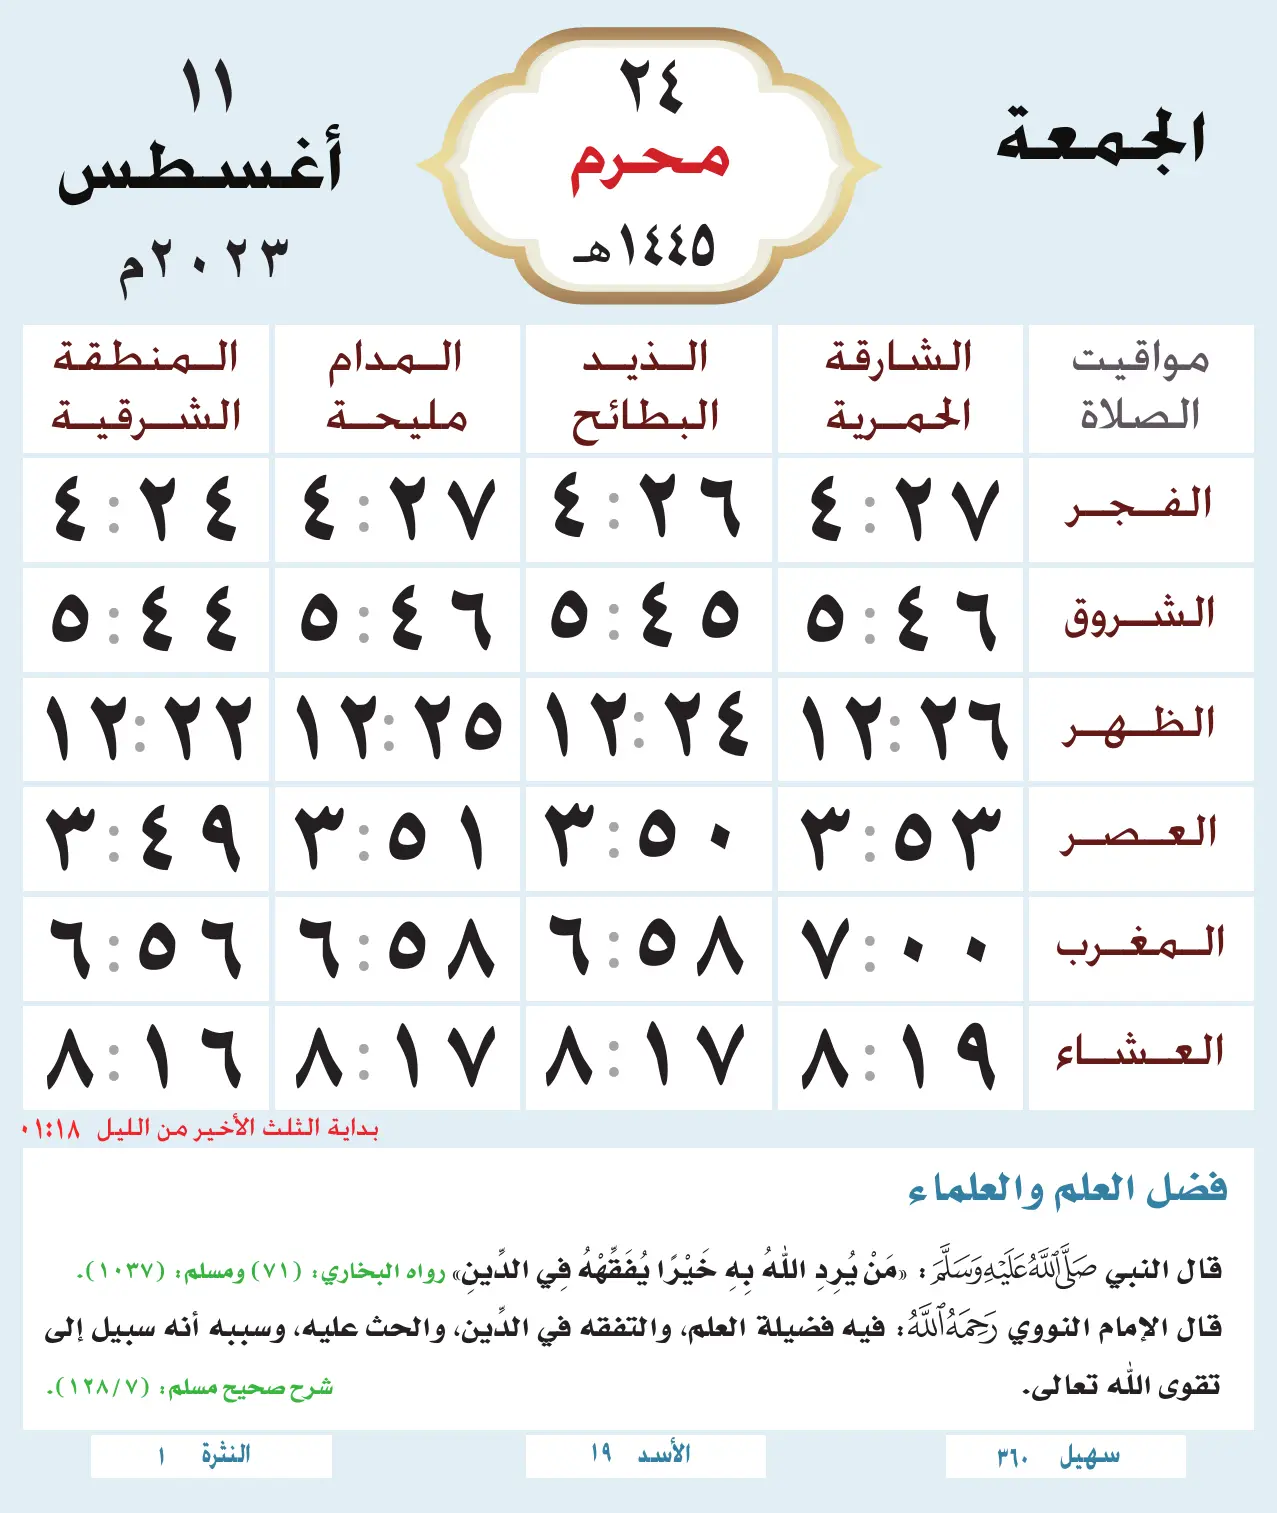 الجمعة
٢٤
محرم
١٤٤٥هـ
١١
أغسطس
٢٠٢٣م
مواقيت الصلاة الشارقة الحمرية الذيد البطائح المدام مليحة المنطقة الشرقية
الفجر ٤:٢٧ ٤:٢٦ ٤:٢٧ ٤:٢٤
الشروق ٥:٤٦ ٥:٤٥ ٥:٤٦ ٥:٤٤
الظهر ١٢:٢٦ ١٢:٢٤ ١٢:٢٥ ١٢:٢٢
العصر ٣:٥٣ ٣:٥٠ ٣:٥١ ٣:٤٩
المغرب ٧:٠٠ ٦:٥٨ ٦:٥٨ ٦:٥٦
العشاء ٨:١٩ ٨:١٧ ٨:١٧ ٨:١٦
بداية الثلث الأخير من الليل ٠١:١٨
فضل العلم والعلماء
قال النبي صَلَّى اللَّهُ عَلَيْهِ وَسَلَّمَ: «مَنْ يُرِدِ اللهُ بِهِ خَيْرًا يُفَقِّهْهُ فِي الدِّينِ» رواه البخاري: (٧١) ومسلم: (١٠٣٧).
قال الإمام النووي رَحِمَهُ اللَّهُ: فيه فضيلة العلم، والتفقه في الدِّين، والحث عليه، وسببه أنه سبيل إلى
تقوى الله تعالى. شرح صحيح مسلم: (١٢٨/٧).
سهيل ٣٦٠ الأسد ١٩ النثرة ١